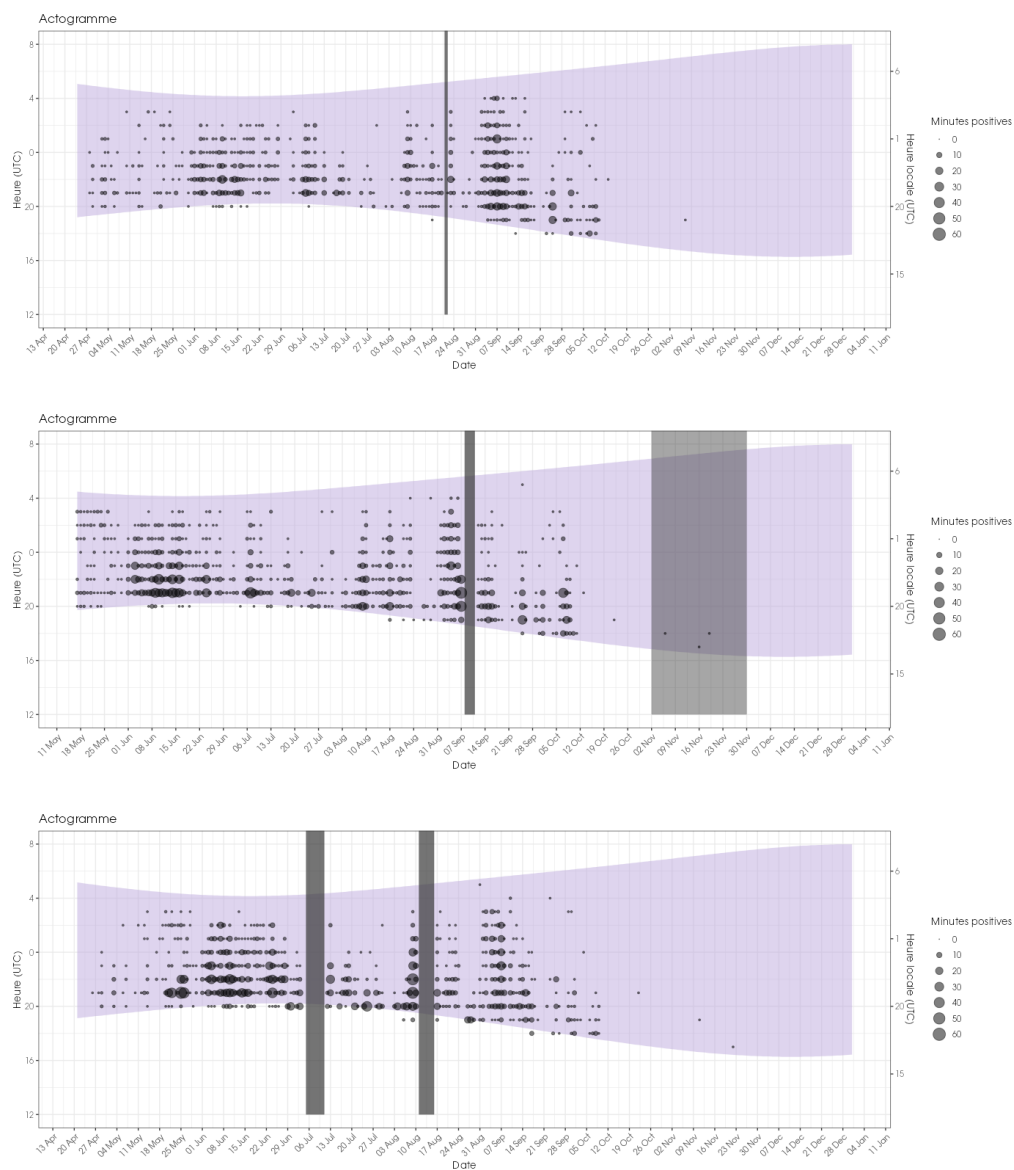 Actogramme
Heure (UTC)
8
4
0
20
16
12
6
1
20
15
Heure locale (UTC)
13 Apr 20 Apr 27 Apr 04 May 11 May 18 May 25 May 01 Jun 08 Jun 15 Jun 22 Jun 29 Jun 06 Jul 13 Jul 20 Jul 27 Jul 03 Aug 10 Aug 17 Aug 24 Aug 31 Aug 07 Sep 14 Sep 21 Sep 28 Sep 05 Oct 12 Oct 19 Oct 26 Oct 02 Nov 09 Nov 16 Nov 23 Nov 30 Nov 07 Dec 14 Dec 21 Dec 28 Dec 04 Jan 11 Jan
Date
Minutes positives
0
10
20
30
40
50
60
Actogramme
Heure (UTC)
8
4
0
20
16
12
6
1
20
15
Heure locale (UTC)
11 May 18 May 25 May 01 Jun 08 Jun 15 Jun 22 Jun 29 Jun 06 Jul 13 Jul 20 Jul 27 Jul 03 Aug 10 Aug 17 Aug 24 Aug 31 Aug 07 Sep 14 Sep 21 Sep 28 Sep 05 Oct 12 Oct 19 Oct 26 Oct 02 Nov 09 Nov 16 Nov 23 Nov 30 Nov 07 Dec 14 Dec 21 Dec 28 Dec 04 Jan 11 Jan
Date
Minutes positives
0
10
20
30
40
50
60
Actogramme
Heure (UTC)
8
4
0
20
16
12
6
1
20
15
Heure locale (UTC)
13 Apr 20 Apr 27 Apr 04 May 11 May 18 May 25 May 01 Jun 08 Jun 15 Jun 22 Jun 29 Jun 06 Jul 13 Jul 20 Jul 27 Jul 03 Aug 10 Aug 17 Aug 24 Aug 31 Aug 07 Sep 14 Sep 21 Sep 28 Sep 05 Oct 12 Oct 19 Oct 26 Oct 02 Nov 09 Nov 16 Nov 23 Nov 30 Nov 07 Dec 14 Dec 21 Dec 28 Dec 04 Jan 11 Jan
Date
Minutes positives
0
10
20
30
40
50
60